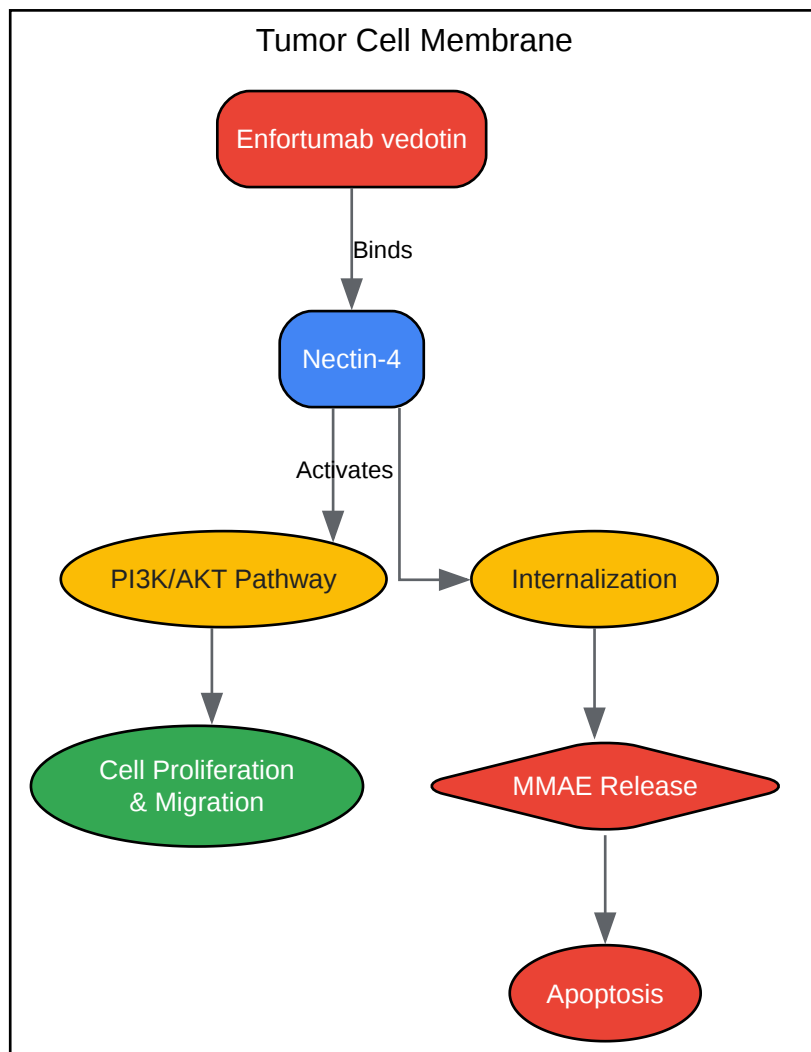 Tumor Cell Membrane
Enfortumab vedotin
Binds
Nectin-4
Activates
PI3K/AKT Pathway
Internalization
Cell Proliferation
& Migration
MMAE Release
Apoptosis